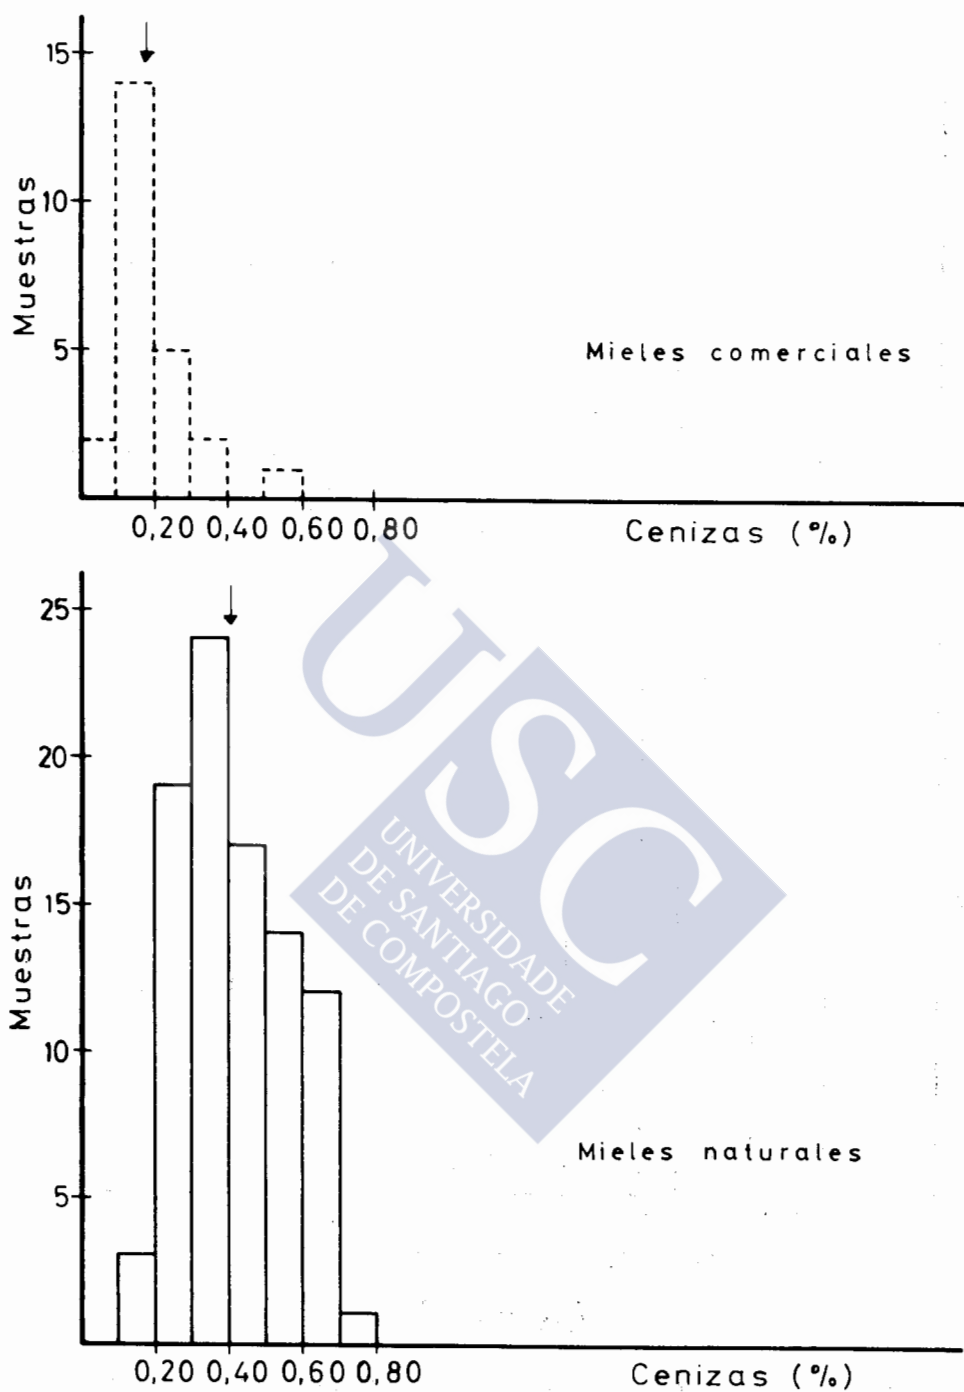 15
10
5
Muestras
Mieles comerciales
0,20 0,40 0,60 0,80 Cenizas (%)
25
20
15
10
5
Muestras
USC
UNIVERSIDADE
DE SANTIAGO
DE COMPOSTELA
Mieles naturales
0,20 0,40 0,60 0,80 Cenizas (%)